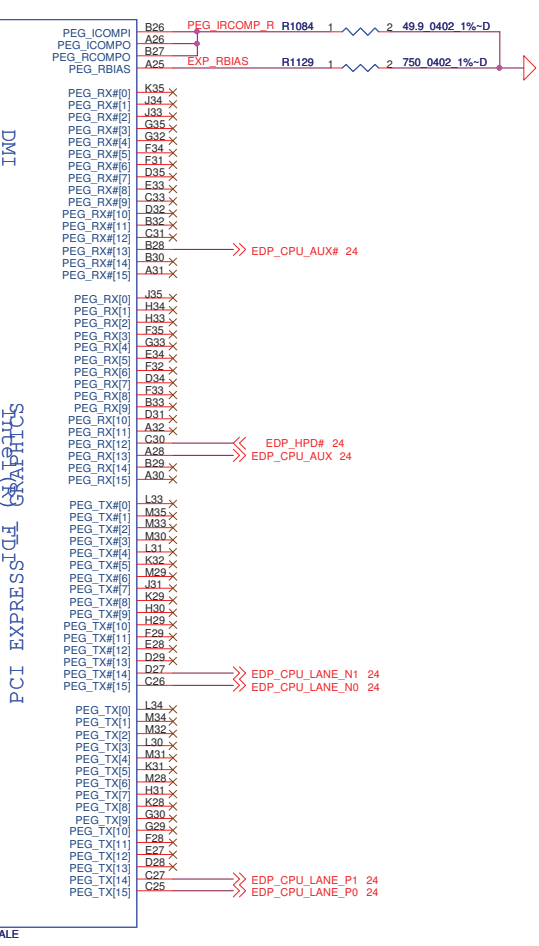 PEG_ICOMPI B26 PEG_IRCOMP_R R1084 1 2 49.9_0402_1%~D
PEG_ICOMPO A26
PEG_RCOMPO B27
PEG_RBIAS A25 EXP_RBIAS R1129 1 2 750_0402_1%~D
PEG_RX#[0] K35
PEG_RX#[1] J34
PEG_RX#[2] J33
PEG_RX#[3] G35
PEG_RX#[4] G32
PEG_RX#[5] F34
PEG_RX#[6] F31
PEG_RX#[7] D35
PEG_RX#[8] E33
PEG_RX#[9] C33
PEG_RX#[10] D32
PEG_RX#[11] B32
PEG_RX#[12] C31
PEG_RX#[13] B28 EDP_CPU_AUX# 24
PEG_RX#[14] B30
PEG_RX#[15] A31
DMI
PEG_RX[0] J35
PEG_RX[1] H34
PEG_RX[2] H33
PEG_RX[3] F35
PEG_RX[4] G33
PEG_RX[5] E34
PEG_RX[6] F32
PEG_RX[7] D34
PEG_RX[8] F33
PEG_RX[9] B33
PEG_RX[10] D31
PEG_RX[11] A32
PEG_RX[12] C30 EDP_HPD# 24
PEG_RX[13] A28 EDP_CPU_AUX 24
PEG_RX[14] B29
PEG_RX[15] A30
PEG_TX#[0] L33
PEG_TX#[1] M35
PEG_TX#[2] M33
PEG_TX#[3] M30
PEG_TX#[4] L31
PEG_TX#[5] K32
PEG_TX#[6] M29
PEG_TX#[7] J31
PEG_TX#[8] K29
PEG_TX#[9] H30
PEG_TX#[10] H29
PEG_TX#[11] F29
PEG_TX#[12] E28
PEG_TX#[13] D29
PEG_TX#[14] D27 EDP_CPU_LANE_N1 24
PEG_TX#[15] C26 EDP_CPU_LANE_N0 24
PCI EXPRESS -- GRAPHICS
Intel(R) FDI
PEG_TX[0] L34
PEG_TX[1] M34
PEG_TX[2] M32
PEG_TX[3] L30
PEG_TX[4] M31
PEG_TX[5] K31
PEG_TX[6] M28
PEG_TX[7] H31
PEG_TX[8] K28
PEG_TX[9] G30
PEG_TX[10] G29
PEG_TX[11] F28
PEG_TX[12] E27
PEG_TX[13] D28
PEG_TX[14] C27 EDP_CPU_LANE_P1 24
PEG_TX[15] C25 EDP_CPU_LANE_P0 24
ALE